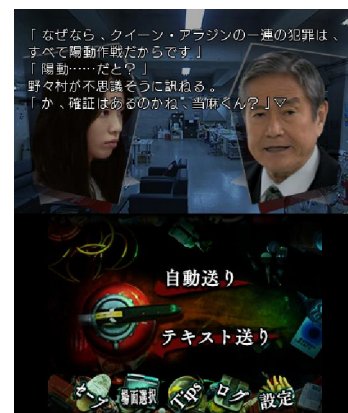 「なぜなら、クイーン・アラジンの一連の犯罪は、
すべて陽動作戦だからです」
「陽動……だと？」
野々村が不思議そうに訊ねる。
「か、確証はあるのかね、当麻くん？」▽
自動送り
テキスト送り
セーブ
場面選択
Tips
ログ
設定